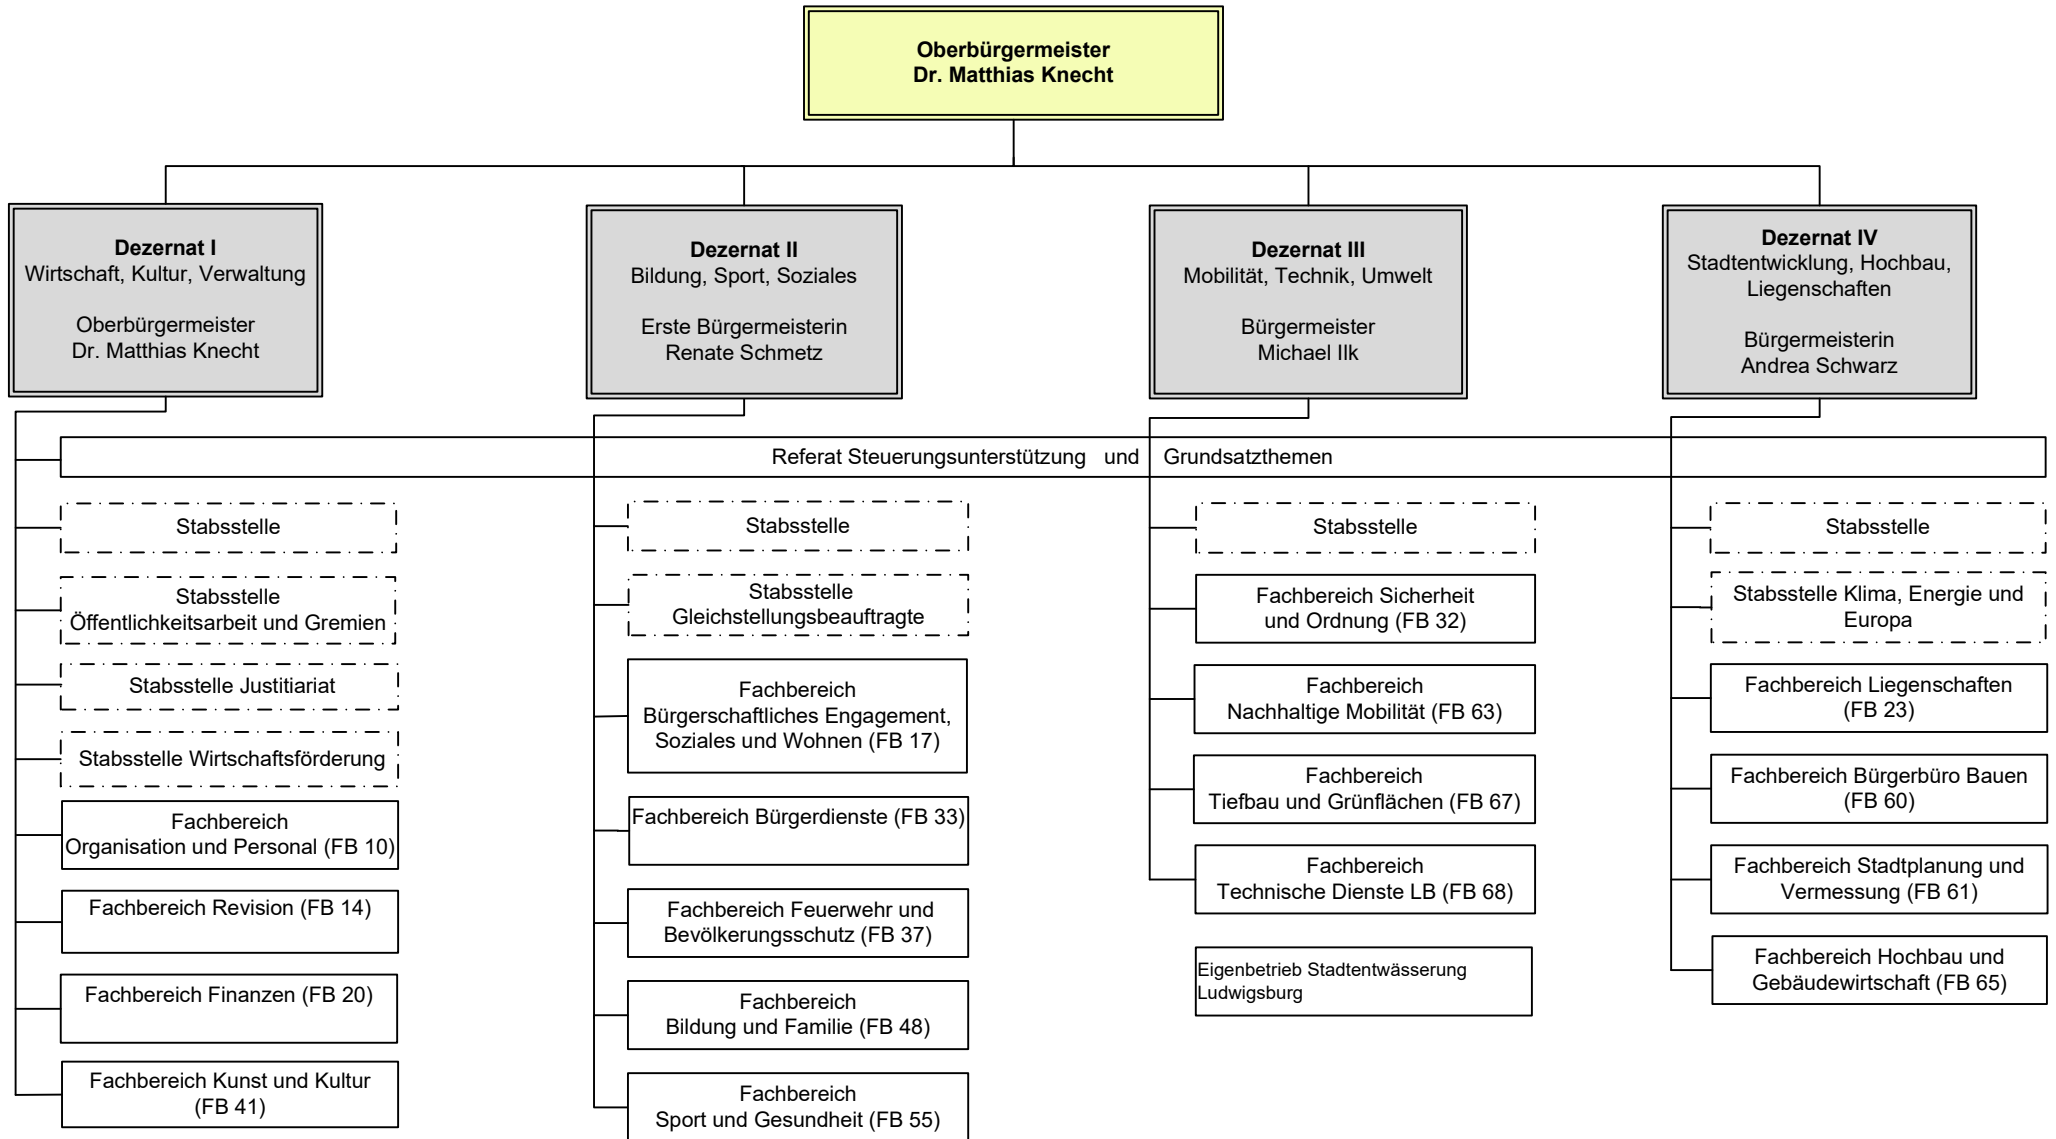 Oberbürgermeister
Dr. Matthias Knecht
Dezernat I
Wirtschaft, Kultur, Verwaltung
Oberbürgermeister
Dr. Matthias Knecht
Dezernat II
Bildung, Sport, Soziales
Erste Bürgermeisterin
Renate Schmetz
Dezernat III
Mobilität, Technik, Umwelt
Bürgermeister
Michael Ilk
Dezernat IV
Stadtentwicklung, Hochbau,
Liegenschaften
Bürgermeisterin
Andrea Schwarz
Referat Steuerungsunterstützung und Grundsatzthemen
Stabsstelle
Stabsstelle
Öffentlichkeitsarbeit und Gremien
Stabsstelle Justitiariat
Stabsstelle Wirtschaftsförderung
Fachbereich
Organisation und Personal (FB 10)
Fachbereich Revision (FB 14)
Fachbereich Finanzen (FB 20)
Fachbereich Kunst und Kultur
(FB 41)
Stabsstelle
Stabsstelle
Gleichstellungsbeauftragte
Fachbereich
Bürgerschaftliches Engagement,
Soziales und Wohnen (FB 17)
Fachbereich Bürgerdienste (FB 33)
Fachbereich Feuerwehr und
Bevölkerungsschutz (FB 37)
Fachbereich
Bildung und Familie (FB 48)
Fachbereich
Sport und Gesundheit (FB 55)
Stabsstelle
Fachbereich Sicherheit
und Ordnung (FB 32)
Fachbereich
Nachhaltige Mobilität (FB 63)
Fachbereich
Tiefbau und Grünflächen (FB 67)
Fachbereich
Technische Dienste LB (FB 68)
Eigenbetrieb Stadtentwässerung
Ludwigsburg
Stabsstelle
Stabsstelle Klima, Energie und
Europa
Fachbereich Liegenschaften
(FB 23)
Fachbereich Bürgerbüro Bauen
(FB 60)
Fachbereich Stadtplanung und
Vermessung (FB 61)
Fachbereich Hochbau und
Gebäudewirtschaft (FB 65)